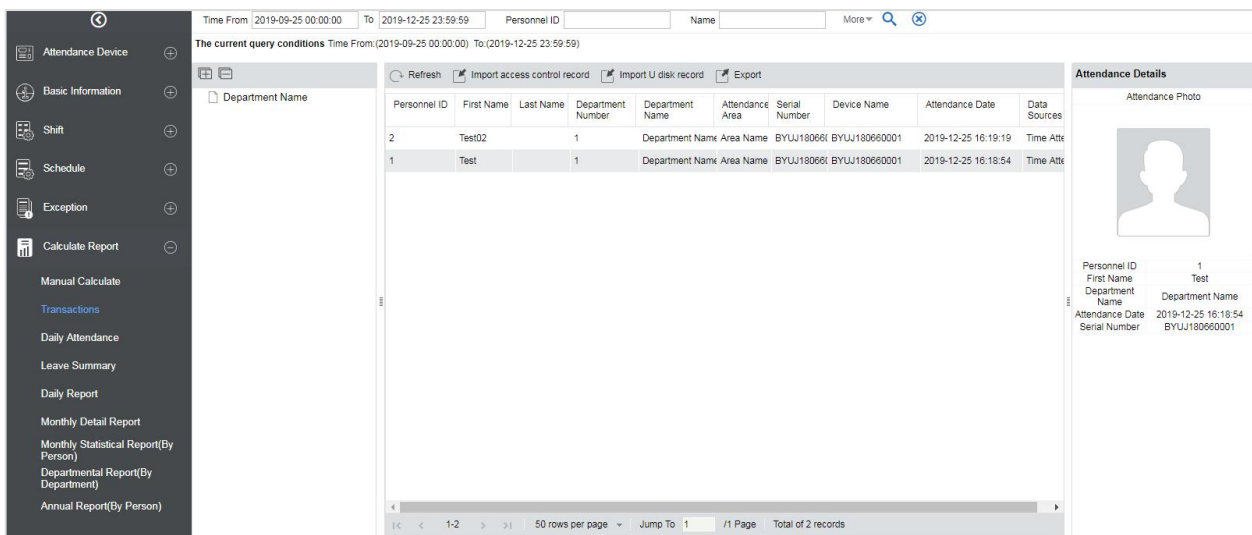 Time From 2019-09-25 00:00:00 To 2019-12-25 23:59:59 Personnel ID Name More
The current query conditions Time From:(2019-09-25 00:00:00) To:(2019-12-25 23:59:59)
Attendance Device
Basic Information
Shift
Schedule
Exception
Calculate Report
Manual Calculate
Transactions
Daily Attendance
Leave Summary
Daily Report
Monthly Detail Report
Monthly Statistical Report(By
Person)
Departmental Report(By
Department)
Annual Report(By Person)
Department Name
Refresh Import access control record Import U disk record Export
Personnel ID First Name Last Name Department Number Department Name Attendance Area Serial Number Device Name Attendance Date Data Sources
2 Test02 1 Department Name Area Name BYUJ18066 BYUJ180660001 2019-12-25 16:19:19 Time Atte
1 Test 1 Department Name Area Name BYUJ18066 BYUJ180660001 2019-12-25 16:18:54 Time Atte
1-2 50 rows per page Jump To 1 /1 Page Total of 2 records
Attendance Details
Attendance Photo
Personnel ID 1
First Name Test
Department Name Department Name
Attendance Date 2019-12-25 16:18:54
Serial Number BYUJ180660001